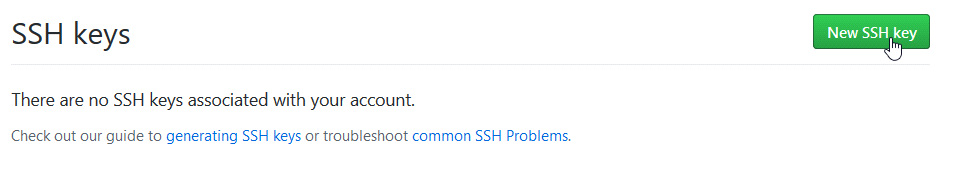 SSH keys
New SSH key
There are no SSH keys associated with your account.
Check out our guide to generating SSH keys or troubleshoot common SSH Problems.